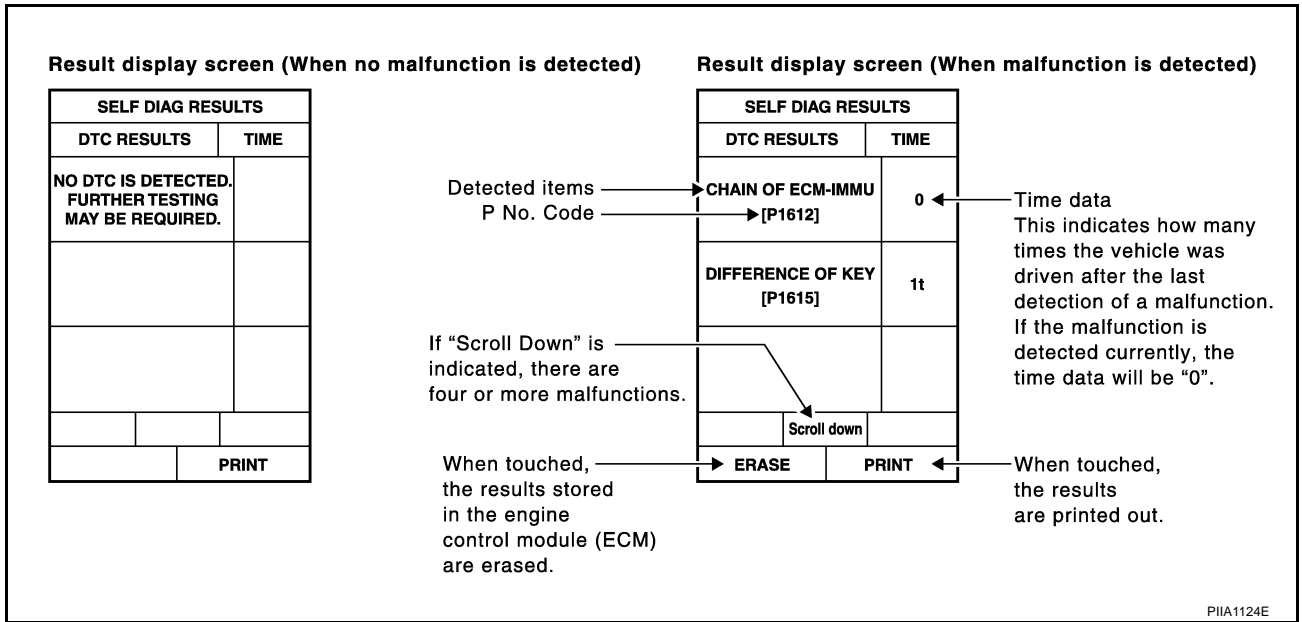 Result display screen (When no malfunction is detected)
SELF DIAG RESULTS
DTC RESULTS
TIME
NO DTC IS DETECTED.
FURTHER TESTING
MAY BE REQUIRED.
PRINT
Result display screen (When malfunction is detected)
SELF DIAG RESULTS
DTC RESULTS
TIME
Detected items
P No. Code
CHAIN OF ECM-IMMU
[P1612]
0
Time data
This indicates how many
times the vehicle was
driven after the last
detection of a malfunction.
If the malfunction is
detected currently, the
time data will be “0”.
DIFFERENCE OF KEY
[P1615]
1t
If “Scroll Down” is
indicated, there are
four or more malfunctions.
Scroll down
When touched,
the results stored
in the engine
control module (ECM)
are erased.
ERASE
PRINT
When touched,
the results
are printed out.
PIIA1124E